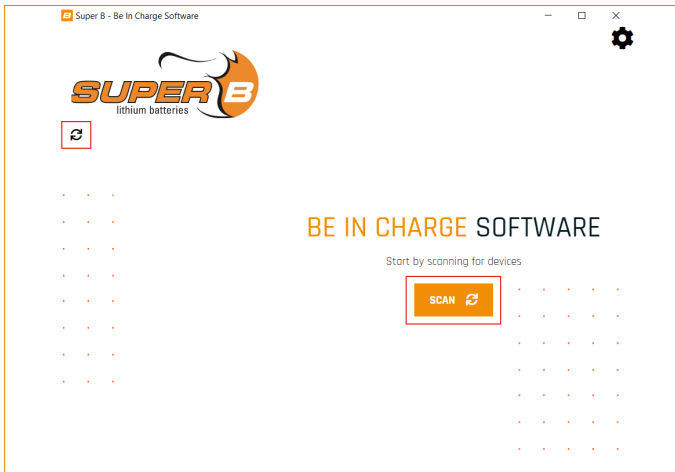 B Super B - Be In Charge Software
SUPER B
lithium batteries
BE IN CHARGE SOFTWARE
Start by scanning for devices
SCAN